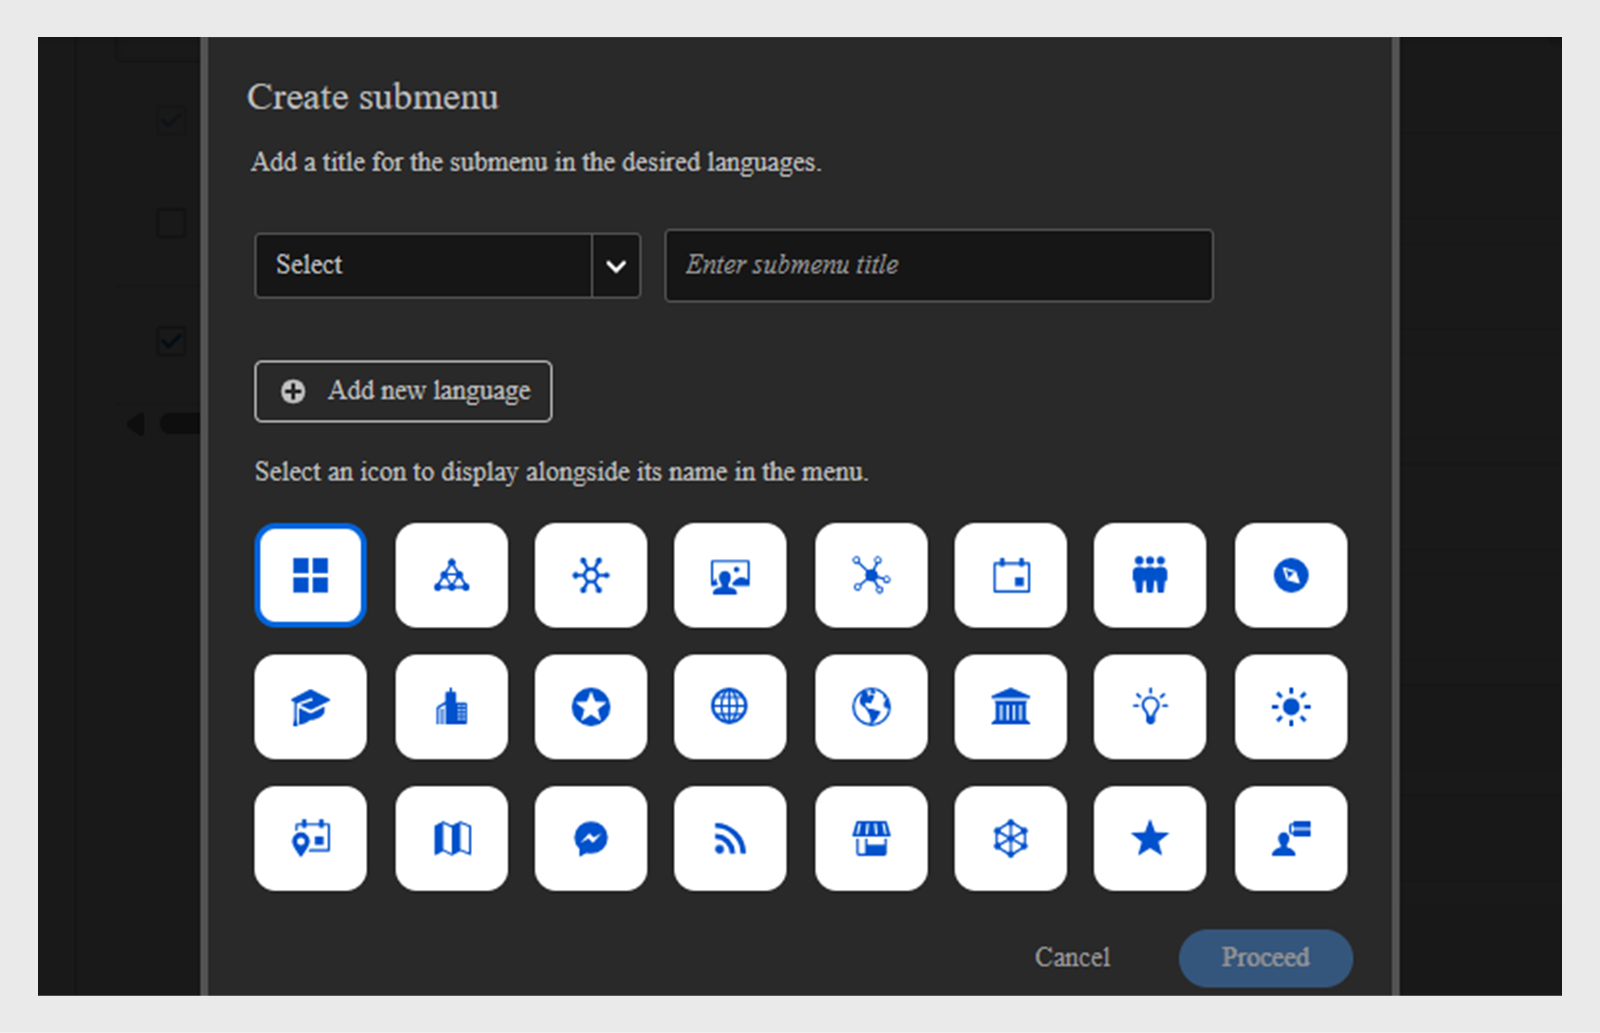 Create submenu
Add a title for the submenu in the desired languages.
Select
Enter submenu title
Add new language
Select an icon to display alongside its name in the menu.
Cancel
Proceed